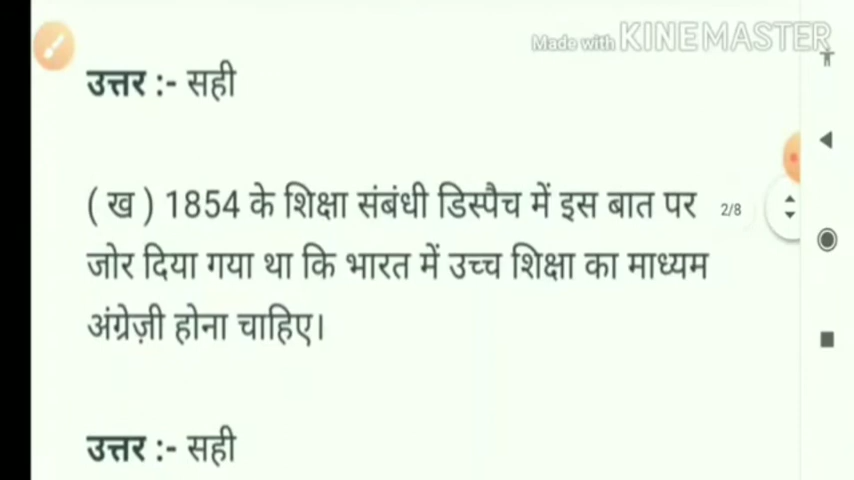 Made with KINEMASTER
उत्तर :- सही
( ख ) 1854 के शिक्षा संबंधी डिस्पैच में इस बात पर
2/8
जोर दिया गया था कि भारत में उच्च शिक्षा का माध्यम
अंग्रेज़ी होना चाहिए।
उत्तर :- सही